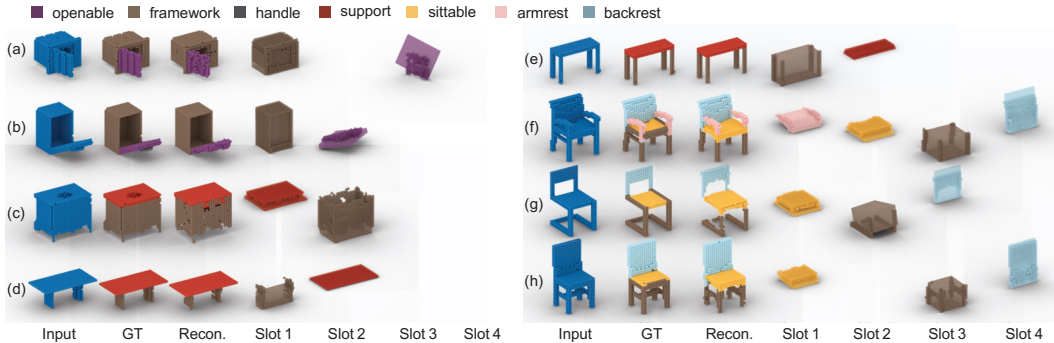 openable framework handle support sittable armrest backrest
(a)
(b)
(c)
(d)
Input GT Recon. Slot 1 Slot 2 Slot 3 Slot 4
(e)
(f)
(g)
(h)
Input GT Recon. Slot 1 Slot 2 Slot 3 Slot 4